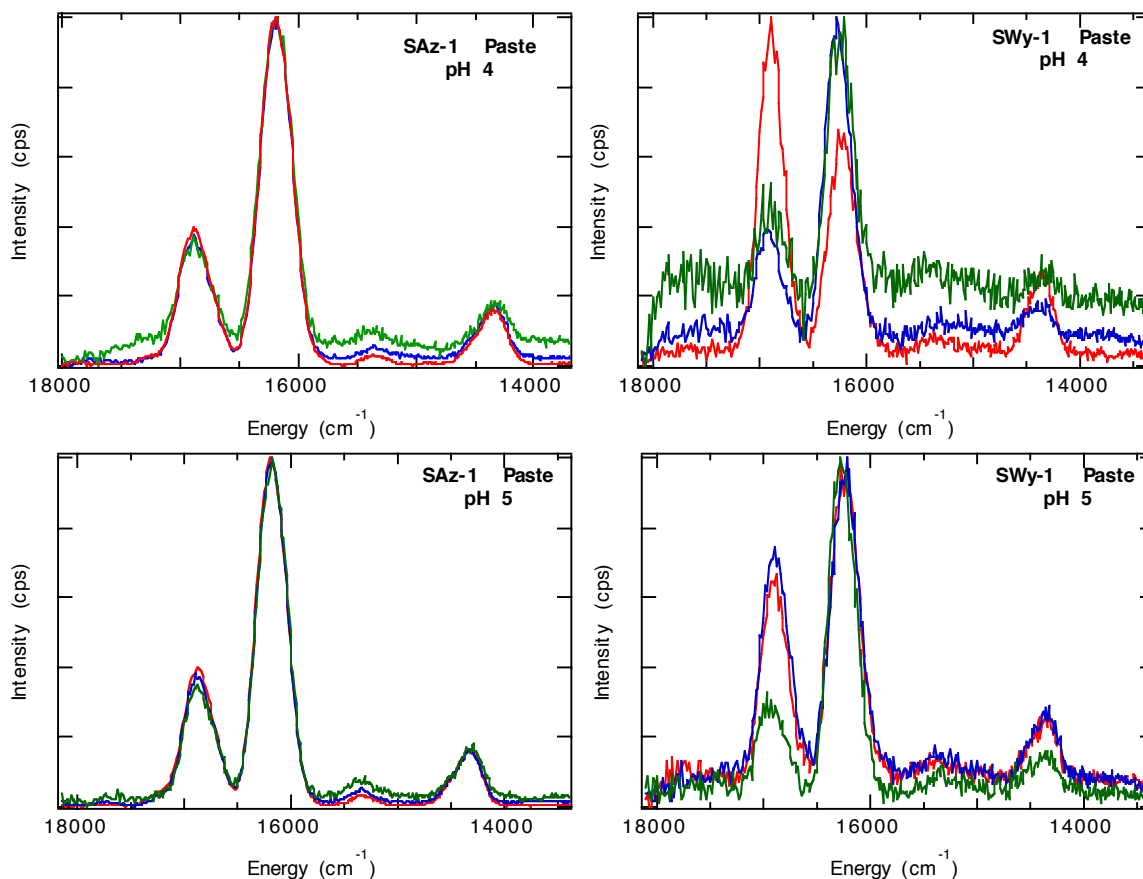 SAz-1 Paste
pH 4
Intensity (cps)
18000 16000 14000
Energy (cm⁻¹)
SWy-1 Paste
pH 4
Intensity (cps)
18000 16000 14000
Energy (cm⁻¹)
SAz-1 Paste
pH 5
Intensity (cps)
18000 16000 14000
Energy (cm⁻¹)
SWy-1 Paste
pH 5
Intensity (cps)
18000 16000 14000
Energy (cm⁻¹)